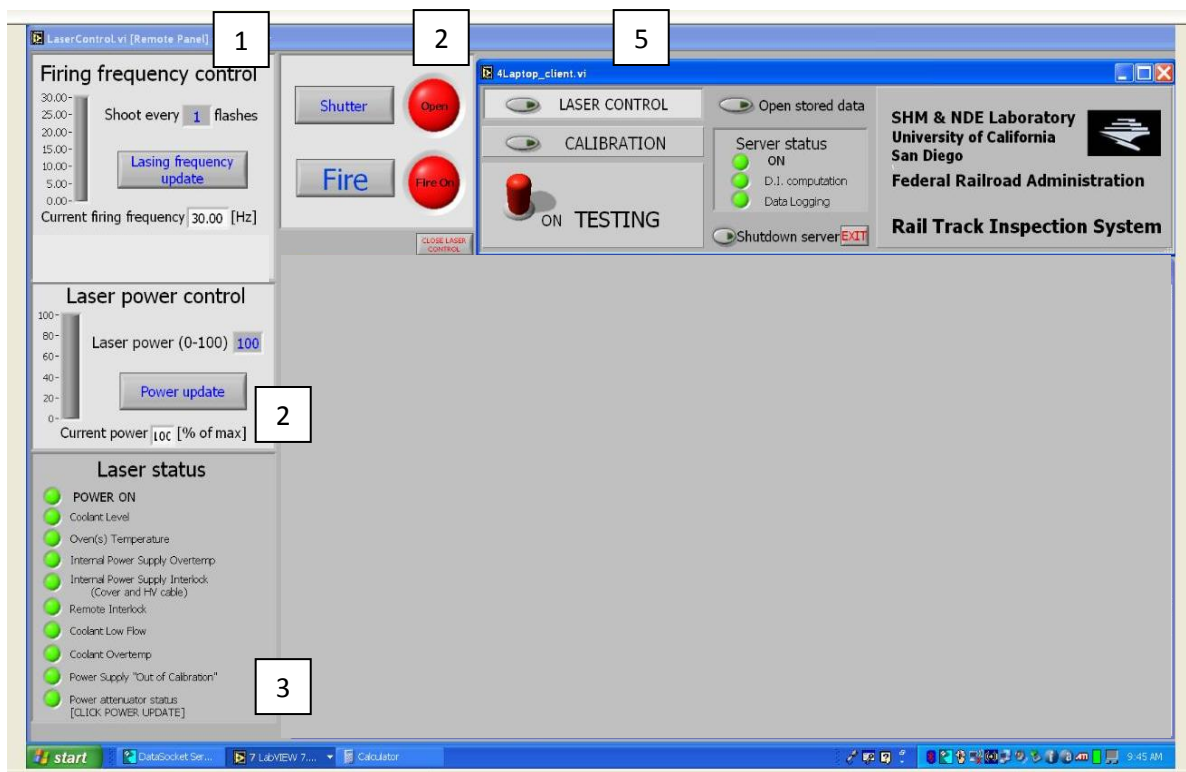 LaserControl.vi [Remote Panel]
1
2
5
Firing frequency control
30.00
25.00
20.00
15.00
10.00
5.00
0.00
Shoot every 1 flashes
Lasing frequency
update
Current firing frequency 30.00 [Hz]
Shutter
Open
Fire
Fire On
CLOSE LASER
CONTROL
4Laptop_client.vi
LASER CONTROL
CALIBRATION
ON TESTING
Open stored data
Server status
ON
D.I. computation
Data Logging
Shutdown server EXIT
SHM & NDE Laboratory
University of California
San Diego
Federal Railroad Administration
Rail Track Inspection System
Laser power control
100
80
60
40
20
0
Laser power (0-100) 100
Power update
2
Current power 100 [% of max]
Laser status
POWER ON
Coolant Level
Oven(s) Temperature
Internal Power Supply Overtemp
Internal Power Supply Interlock
(Cover and HV cable)
Remote Interlock
Coolant Low Flow
Coolant Overtemp
Power Supply "Out of Calibration"
Power attenuator status
[CLICK POWER UPDATE]
3
start
DataSocket Ser...
7 LabVIEW 7....
Calculator
9:45 AM